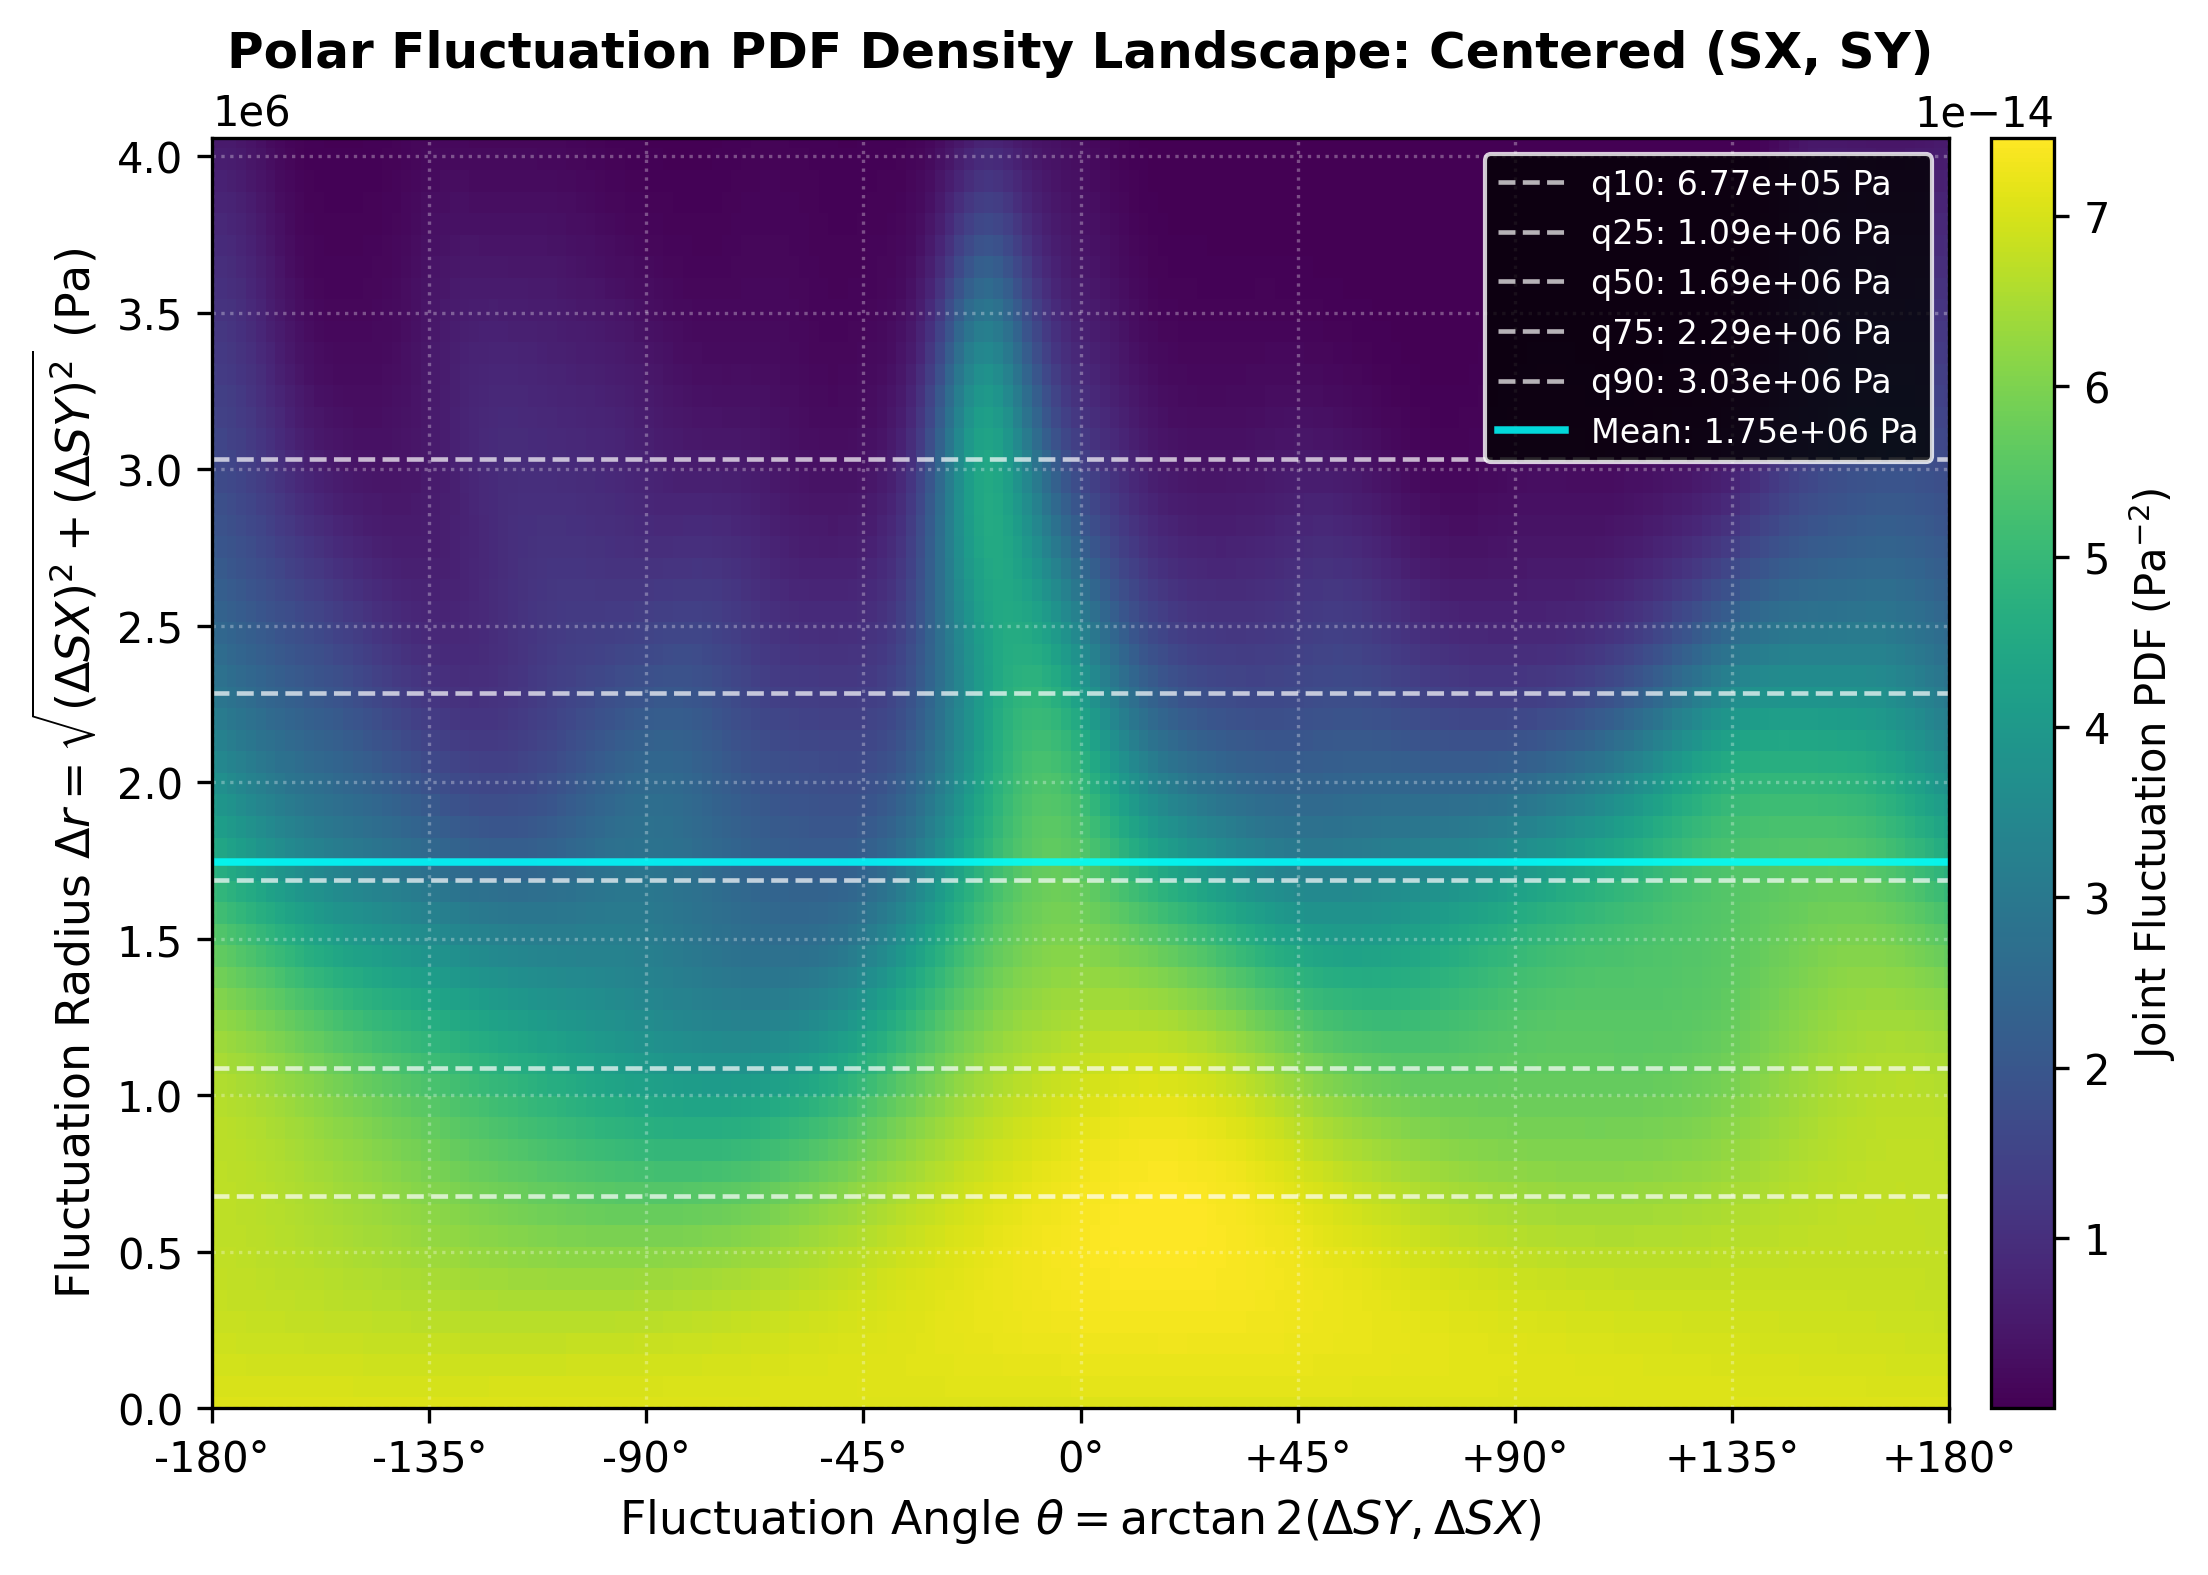 Polar Fluctuation PDF Density Landscape: Centered (SX, SY)
1e6
1e−14
4.0
3.5
3.0
2.5
2.0
1.5
1.0
0.5
0.0
Fluctuation Radius Δr = √(ΔSX)² + (ΔSY)² (Pa)
q10: 6.77e+05 Pa
q25: 1.09e+06 Pa
q50: 1.69e+06 Pa
q75: 2.29e+06 Pa
q90: 3.03e+06 Pa
Mean: 1.75e+06 Pa
-180°
-135°
-90°
-45°
0°
+45°
+90°
+135°
+180°
Fluctuation Angle θ = arctan 2(ΔSY, ΔSX)
7
6
5
4
3
2
1
Joint Fluctuation PDF (Pa⁻²)